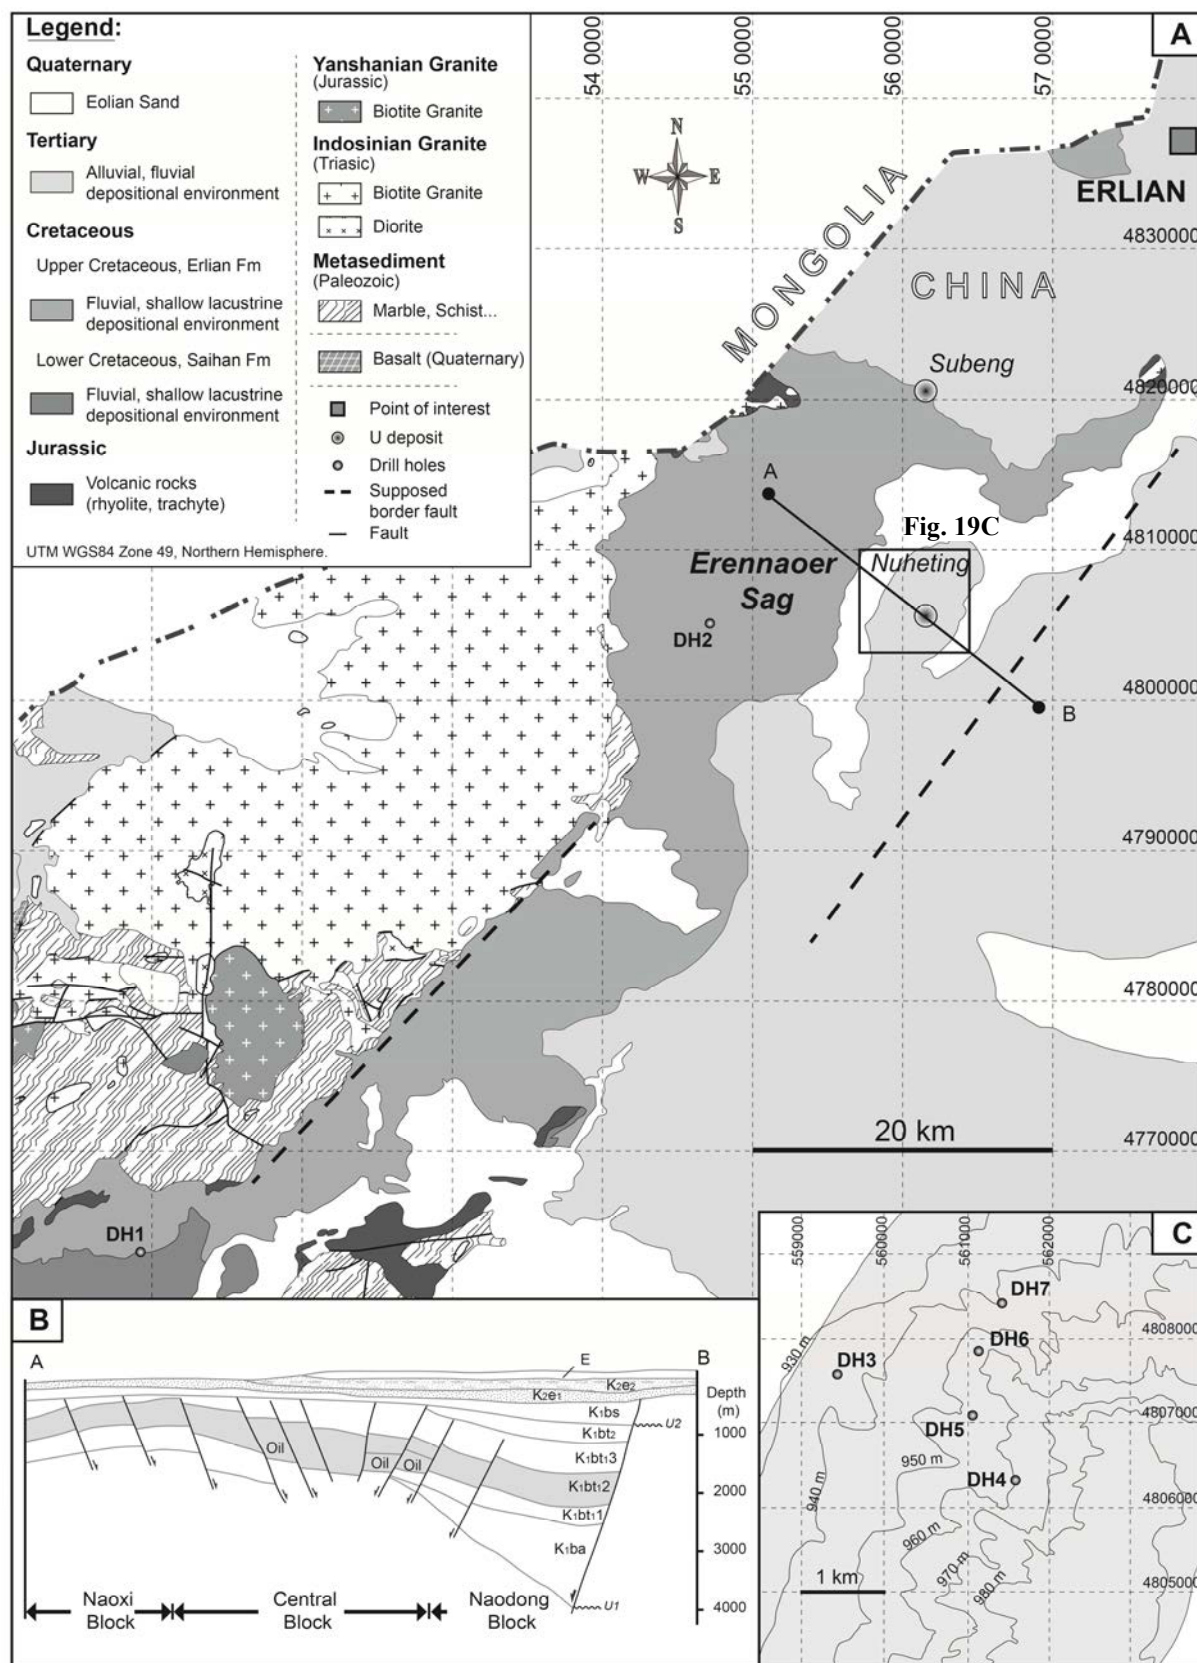 Legend:
Quaternary
Eolian Sand
Tertiary
Alluvial, fluvial
depositional environment
Cretaceous
Upper Cretaceous, Erlian Fm
Fluvial, shallow lacustrine
depositional environment
Lower Cretaceous, Saihan Fm
Fluvial, shallow lacustrine
depositional environment
Jurassic
Volcanic rocks
(rhyolite, trachyte)
UTM WGS84 Zone 49, Northern Hemisphere.
Yanshanian Granite
(Jurassic)
Biotite Granite
Indosinian Granite
(Triasic)
Biotite Granite
Diorite
Metasediment
(Paleozoic)
Marble, Schist...
Basalt (Quaternary)
Point of interest
U deposit
Drill holes
Supposed
border fault
Fault
A
54 0000
55 0000
56 0000
57 0000
N
W E
S
MONGOLIA
ERLIAN
4830000
CHINA
Subeng
4820000
A
Fig. 19C
4810000
Nuheting
Erennaoer
Sag
DH2
4800000
B
4790000
4780000
20 km
4770000
DH1
B
A
B
E
K2e2
K2e1
K1bs
U2
K1bt2
K1bt13
K1bt12
K1bt11
K1ba
U1
Oil
Oil
Oil
Depth
(m)
1000
2000
3000
4000
Naoxi
Block
Central
Block
Naodong
Block
C
559000
560000
561000
562000
DH7
4808000
DH6
930 m
DH3
4807000
DH5
950 m
DH4
940 m
4806000
960 m
970 m
980 m
1 km
4805000